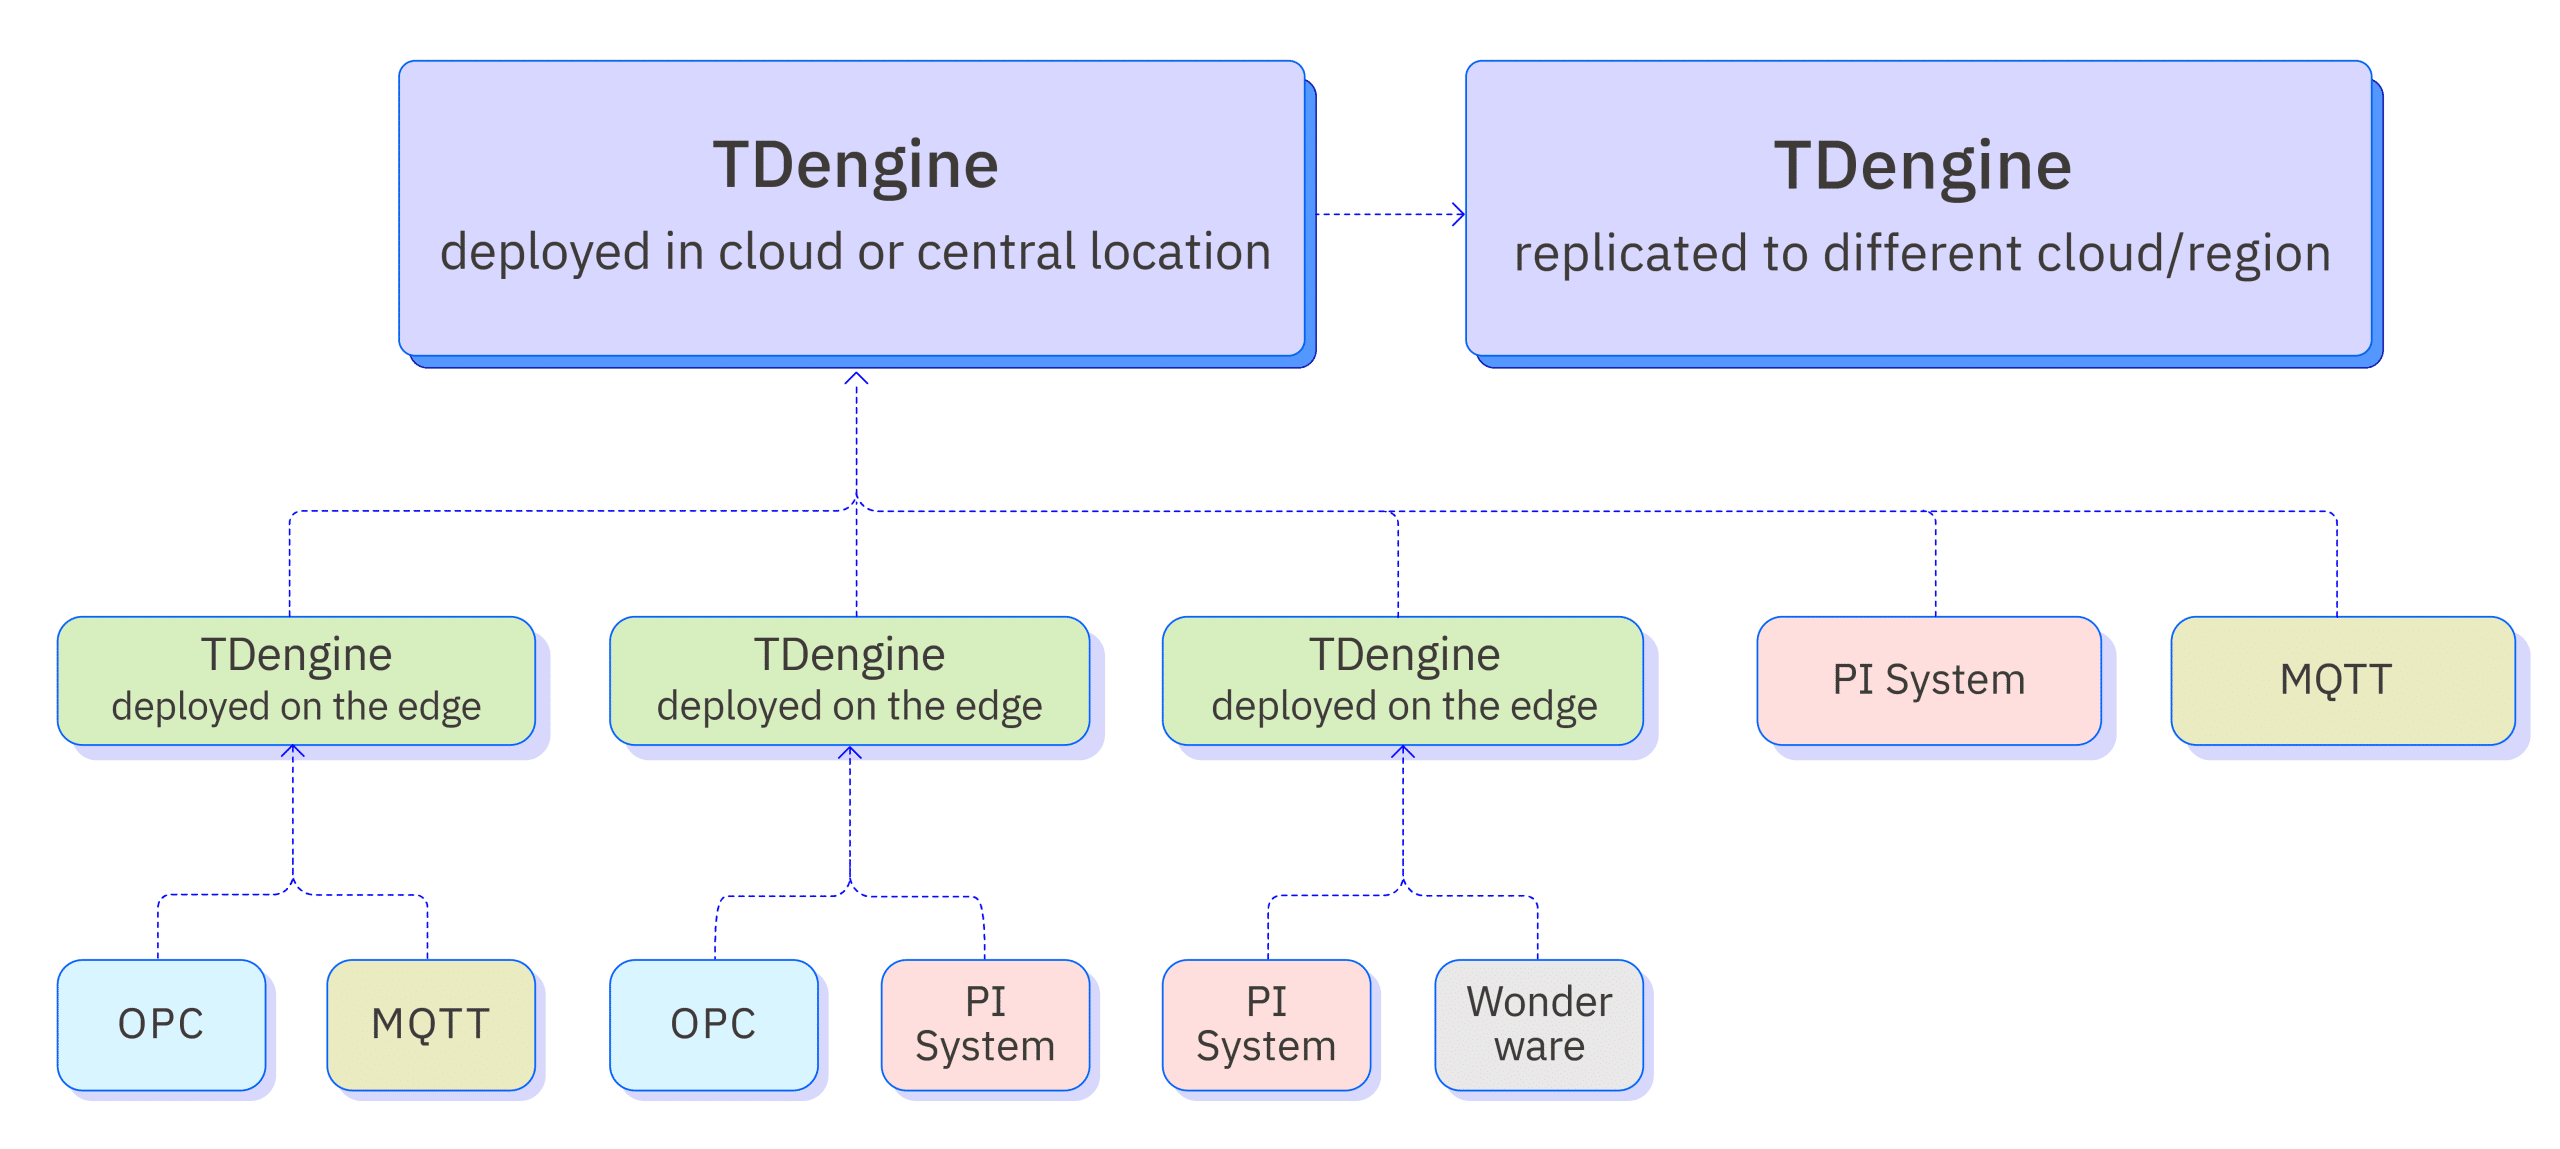 TDengine
deployed in cloud or central location
TDengine
replicated to different cloud/region
TDengine
deployed on the edge
TDengine
deployed on the edge
TDengine
deployed on the edge
PI System
MQTT
OPC
MQTT
OPC
PI
System
PI
System
Wonder
ware